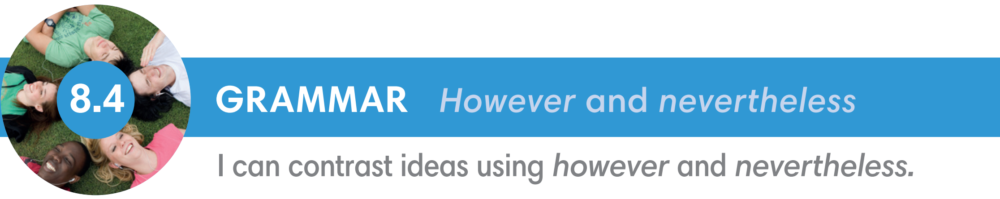 8.4
GRAMMAR However and nevertheless
I can contrast ideas using however and nevertheless.